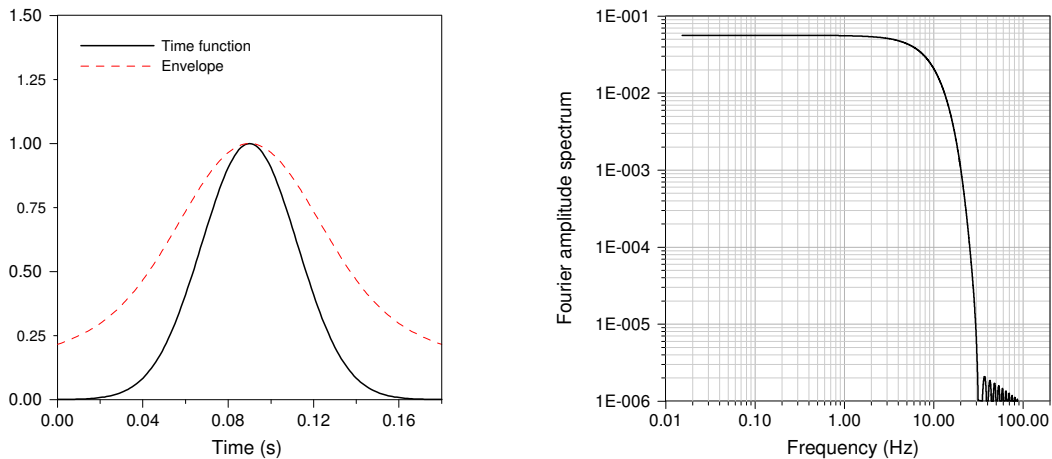 1.50
1.25
1.00
0.75
0.50
0.25
0.00
Time function
Envelope
0.00 0.04 0.08 0.12 0.16
Time (s)
1E-001
1E-002
1E-003
1E-004
1E-005
1E-006
Fourier amplitude spectrum
0.01 0.10 1.00 10.00 100.00
Frequency (Hz)